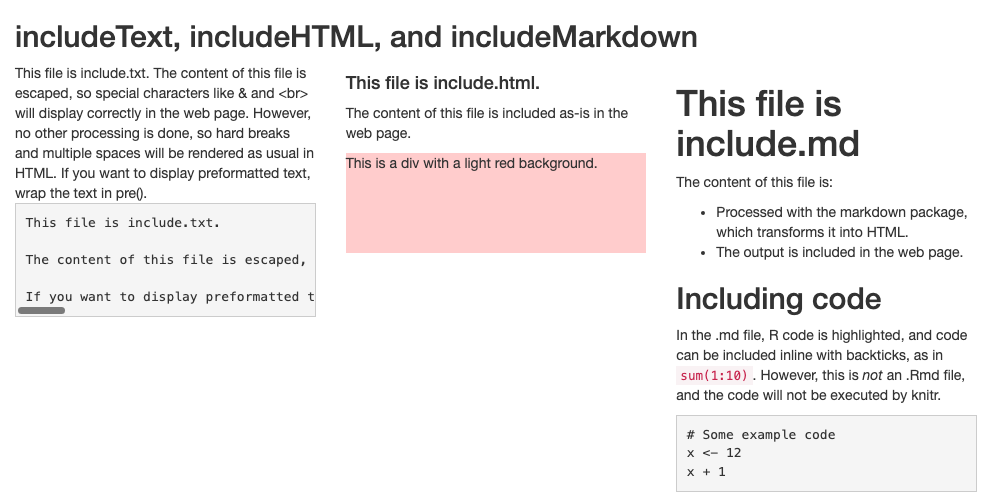 includeText, includeHTML, and includeMarkdown
This file is include.txt. The content of this file is
escaped, so special characters like & and <br>
will display correctly in the web page. However,
no other processing is done, so hard breaks
and multiple spaces will be rendered as usual in
HTML. If you want to display preformatted text,
wrap the text in pre().
This file is include.txt.
The content of this file is escaped,
If you want to display preformatted t
This file is include.html.
The content of this file is included as-is in the
web page.
This is a div with a light red background.
This file is
include.md
The content of this file is:
• Processed with the markdown package,
which transforms it into HTML.
• The output is included in the web page.
Including code
In the .md file, R code is highlighted, and code
can be included inline with backticks, as in
sum(1:10). However, this is not an .Rmd file,
and the code will not be executed by knitr.
# Some example code
x <- 12
x + 1